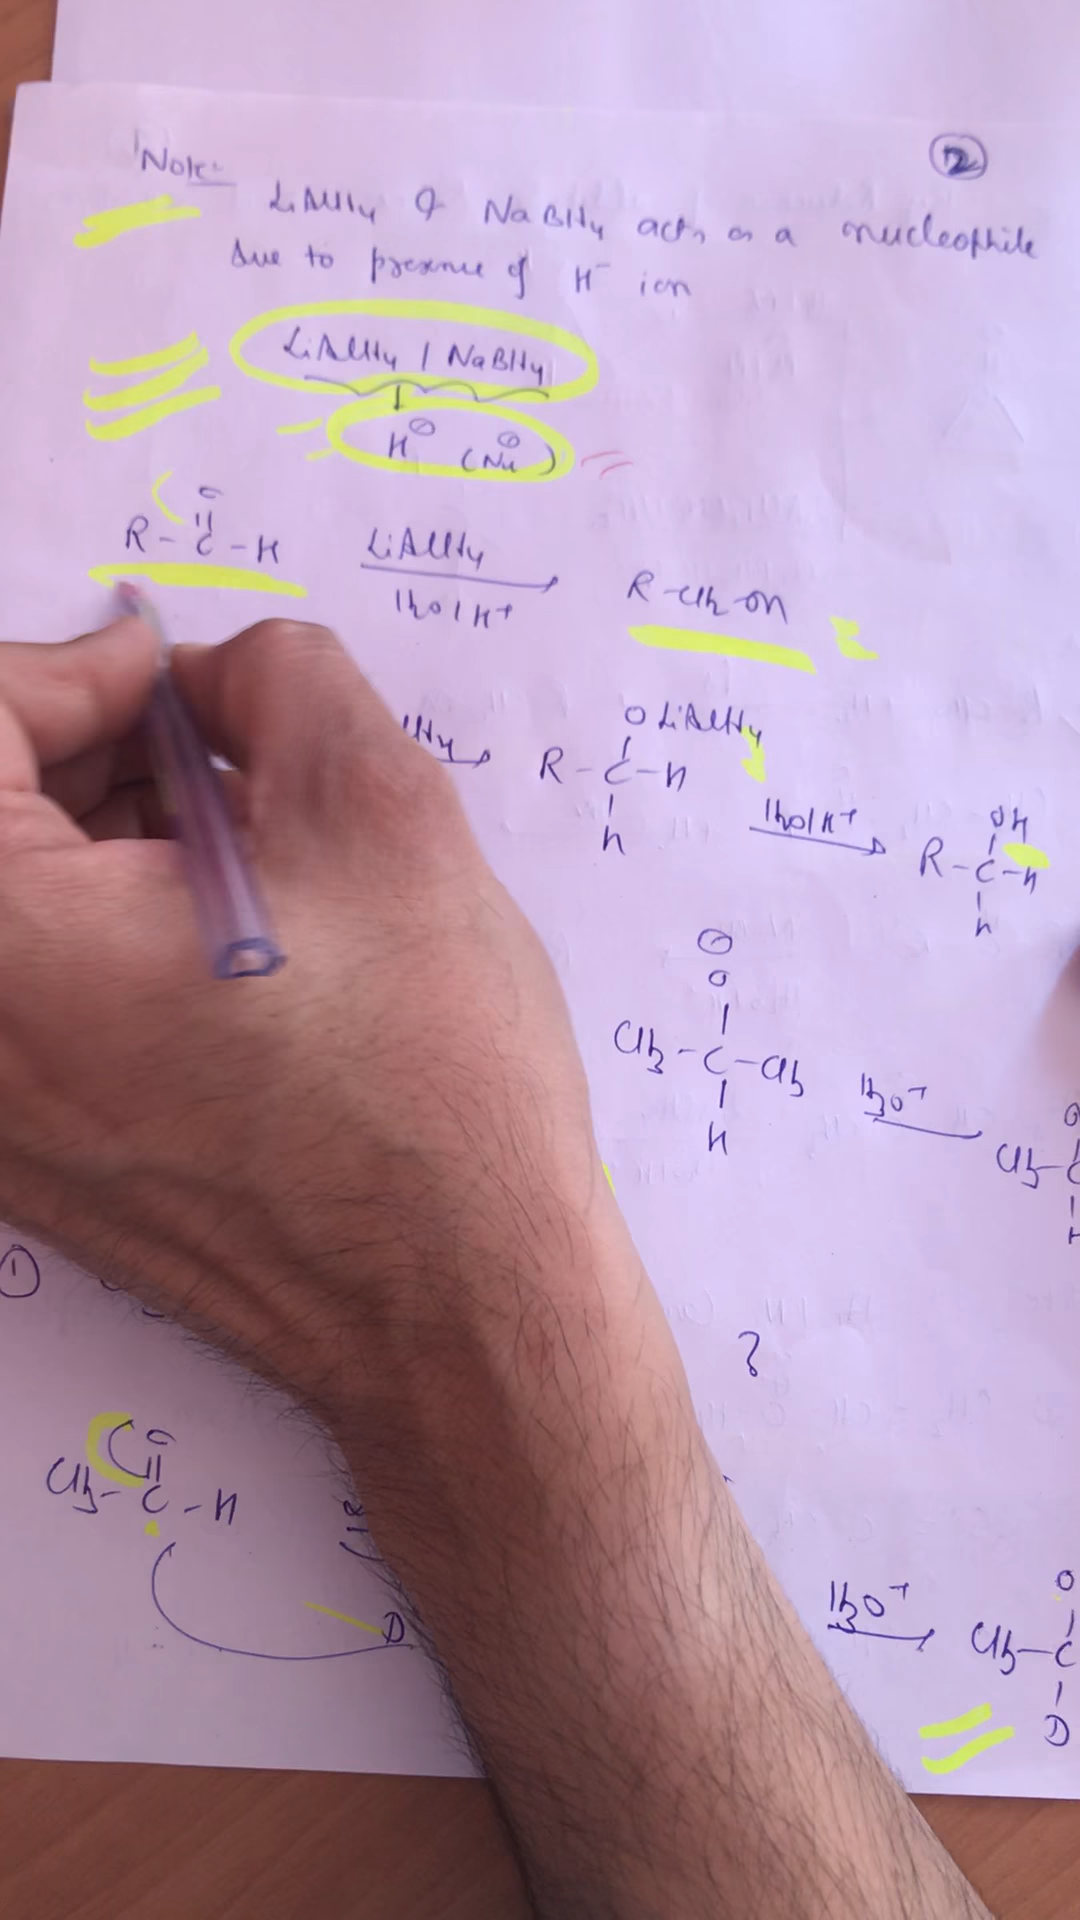 ②
Note:-
LiAlH4 & NaBH4 acts as a nucleophile
due to presence of H⁻ ion
LiAlH4 / NaBH4
↓
H⊖ (Nu⊖)
O
R - C - H LiAlH4 → R-CH2-OH
H2O/H+
O LiAlH4
R - C - H
H
H2O/H+ →
OH
R - C - H
H
⊖
O
CH3 - C - CH3
H
H3O+ →
CH3-
①
?
O
CH3 - C - H
D
H3O+ →
O
CH3 - C
D